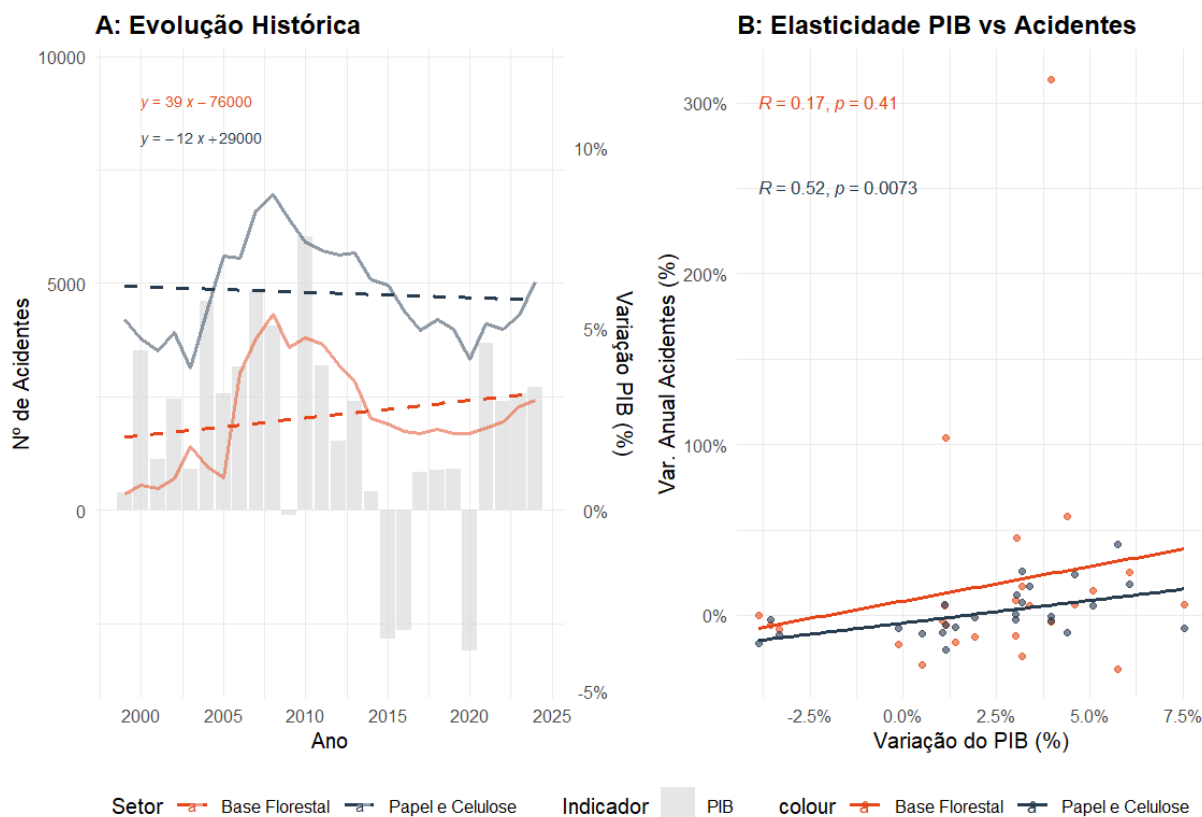 A: Evolução Histórica
10000
5000
0
Nº de Acidentes
y = 39 x − 76000
y = −12 x + 29000
10%
5%
0%
-5%
Variação PIB (%)
2000 2005 2010 2015 2020 2025
Ano
B: Elasticidade PIB vs Acidentes
300%
200%
100%
0%
Var. Anual Acidentes (%)
R = 0.17, p = 0.41
R = 0.52, p = 0.0073
-2.5% 0.0% 2.5% 5.0% 7.5%
Variação do PIB (%)
Setor a Base Florestal a Papel e Celulose Indicador PIB colour a Base Florestal a Papel e Celulose